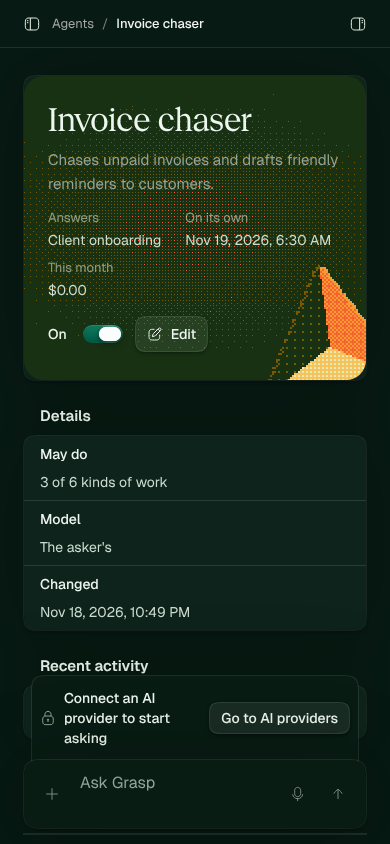 Agents / Invoice chaser
Invoice chaser
Chases unpaid invoices and drafts friendly
reminders to customers.
Answers
Client onboarding
On its own
Nov 19, 2026, 6:30 AM
This month
$0.00
On
Edit
Details
May do
3 of 6 kinds of work
Model
The asker's
Changed
Nov 18, 2026, 10:49 PM
Recent activity
Connect an AI
provider to start
asking
Go to AI providers
Ask Grasp